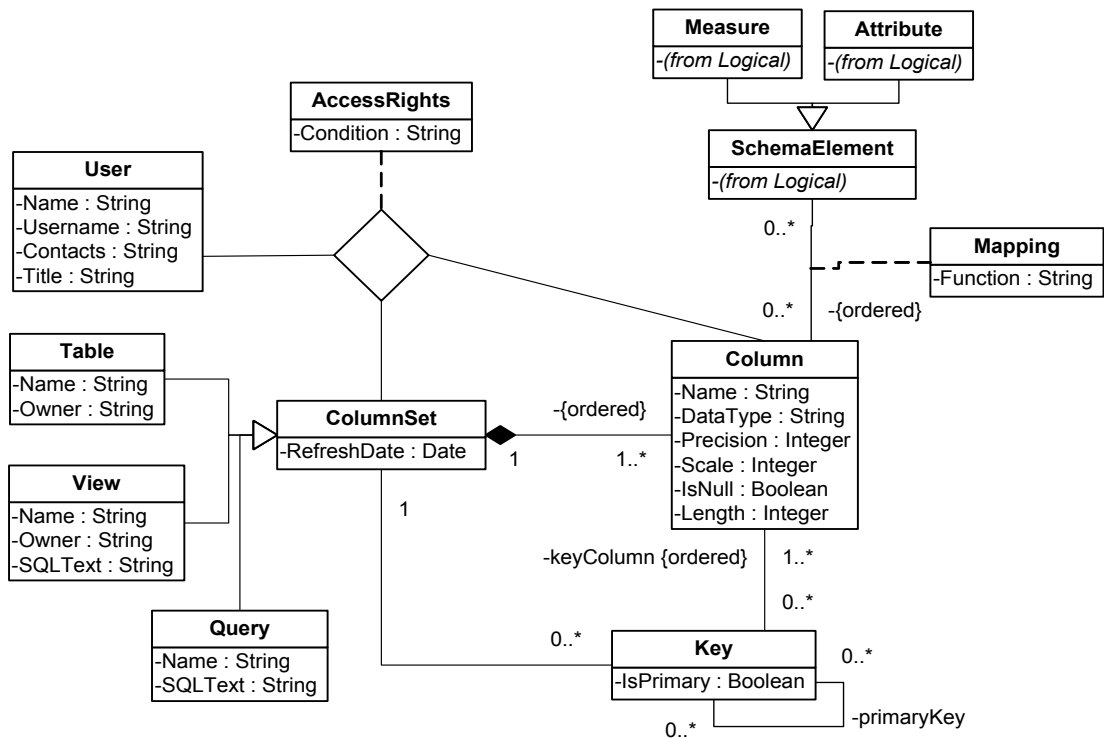 Measure
-(from Logical)
Attribute
-(from Logical)
AccessRights
-Condition : String
SchemaElement
-(from Logical)
User
-Name : String
-Username : String
-Contacts : String
-Title : String
0..*
Mapping
-Function : String
0..*
-{ordered}
Table
-Name : String
-Owner : String
Column
-Name : String
-DataType : String
-Precision : Integer
-Scale : Integer
-IsNull : Boolean
-Length : Integer
ColumnSet
-RefreshDate : Date
-{ordered}
1
1..*
View
-Name : String
-Owner : String
-SQLText : String
1
-keyColumn {ordered}
1..*
0..*
Query
-Name : String
-SQLText : String
0..*
Key
-IsPrimary : Boolean
0..*
0..*
-primaryKey